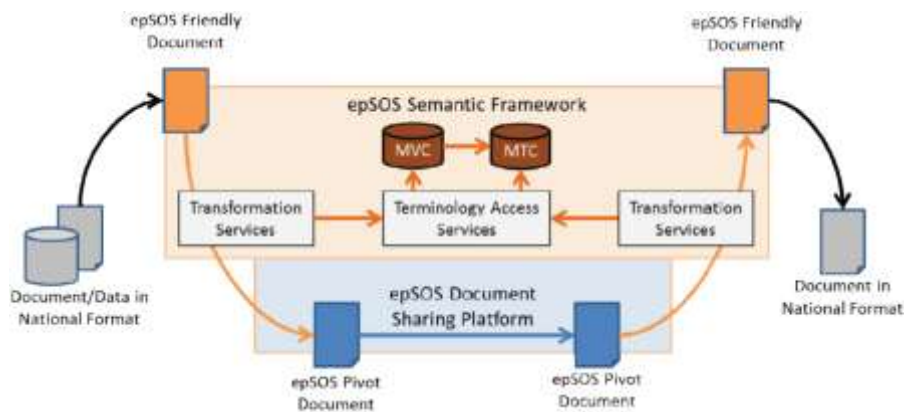 epSOS Friendly
Document
epSOS Friendly
Document
epSOS Semantic Framework
MVC
MTC
Transformation
Services
Terminology Access
Services
Transformation
Services
Document/Data in
National Format
epSOS Document
Sharing Platform
Document in
National Format
epSOS Pivot
Document
epSOS Pivot
Document